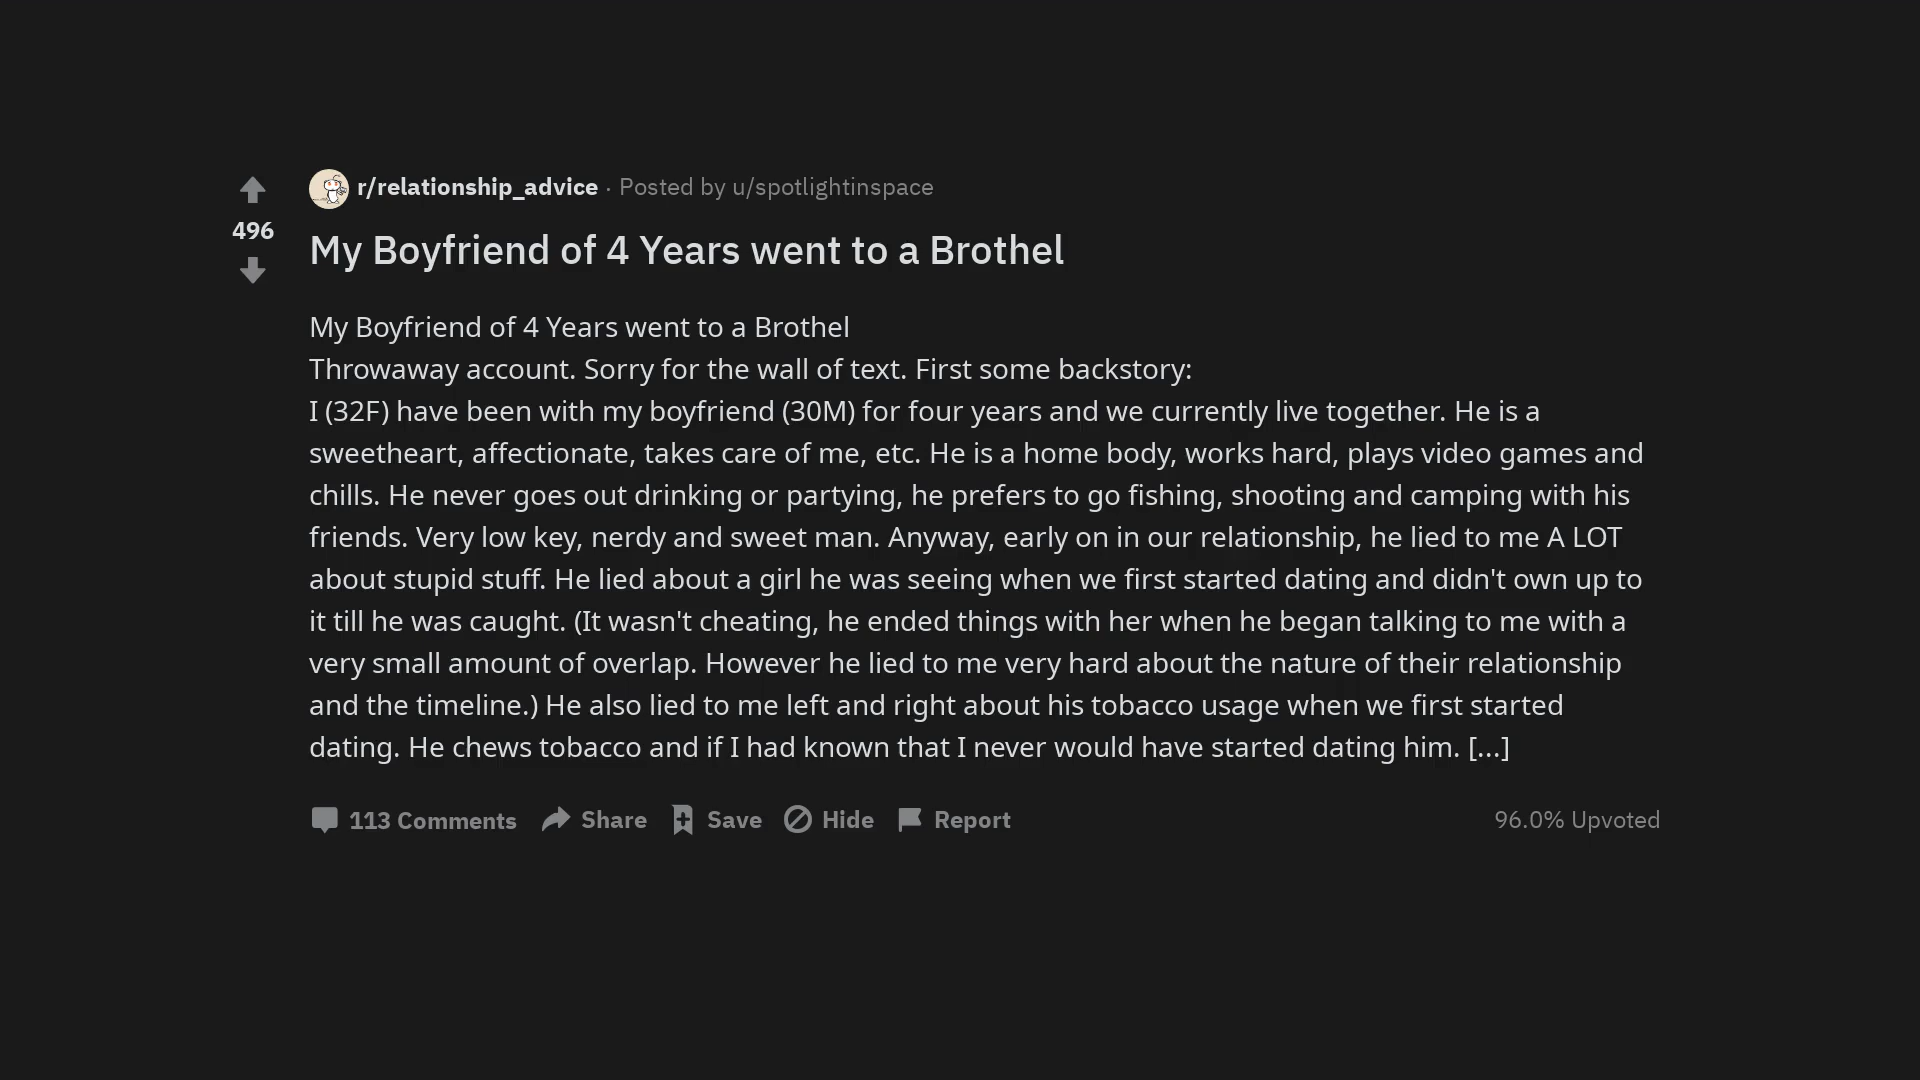 r/relationship_advice · Posted by u/spotlightinspace
496
My Boyfriend of 4 Years went to a Brothel
My Boyfriend of 4 Years went to a Brothel
Throwaway account. Sorry for the wall of text. First some backstory:
I (32F) have been with my boyfriend (30M) for four years and we currently live together. He is a
sweetheart, affectionate, takes care of me, etc. He is a home body, works hard, plays video games and
chills. He never goes out drinking or partying, he prefers to go fishing, shooting and camping with his
friends. Very low key, nerdy and sweet man. Anyway, early on in our relationship, he lied to me A LOT
about stupid stuff. He lied about a girl he was seeing when we first started dating and didn't own up to
it till he was caught. (It wasn't cheating, he ended things with her when he began talking to me with a
very small amount of overlap. However he lied to me very hard about the nature of their relationship
and the timeline.) He also lied to me left and right about his tobacco usage when we first started
dating. He chews tobacco and if I had known that I never would have started dating him. [...]
113 Comments Share Save Hide Report 96.0% Upvoted